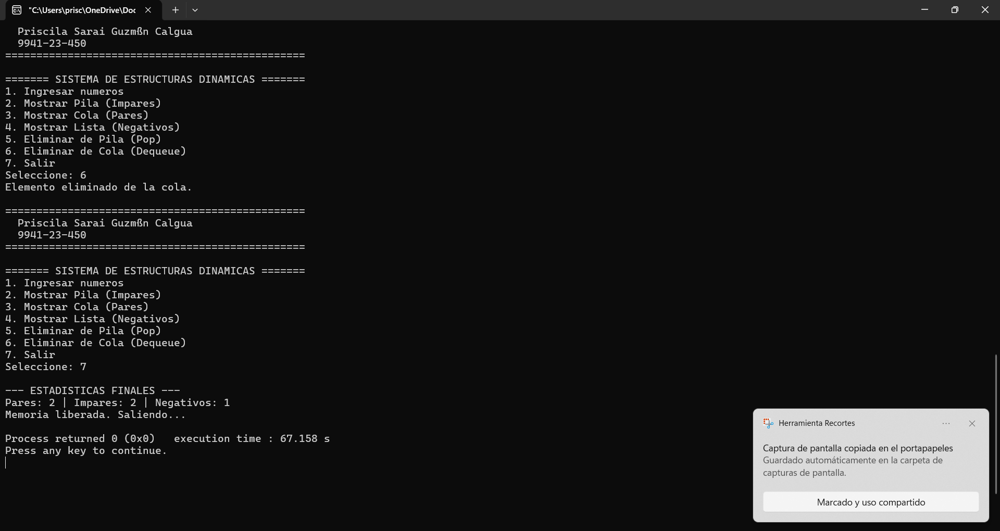 "C:\Users\prisc\OneDrive\Doc
Priscila Sarai Guzmßn Calgua
9941-23-450
================================================
======= SISTEMA DE ESTRUCTURAS DINAMICAS =======
1. Ingresar numeros
2. Mostrar Pila (Impares)
3. Mostrar Cola (Pares)
4. Mostrar Lista (Negativos)
5. Eliminar de Pila (Pop)
6. Eliminar de Cola (Dequeue)
7. Salir
Seleccione: 6
Elemento eliminado de la cola.
================================================
Priscila Sarai Guzmßn Calgua
9941-23-450
================================================
======= SISTEMA DE ESTRUCTURAS DINAMICAS =======
1. Ingresar numeros
2. Mostrar Pila (Impares)
3. Mostrar Cola (Pares)
4. Mostrar Lista (Negativos)
5. Eliminar de Pila (Pop)
6. Eliminar de Cola (Dequeue)
7. Salir
Seleccione: 7
--- ESTADISTICAS FINALES ---
Pares: 2 | Impares: 2 | Negativos: 1
Memoria liberada. Saliendo...
Process returned 0 (0x0)   execution time : 67.158 s
Press any key to continue.
Herramienta Recortes
Captura de pantalla copiada en el portapapeles
Guardado automáticamente en la carpeta de
capturas de pantalla.
Marcado y uso compartido